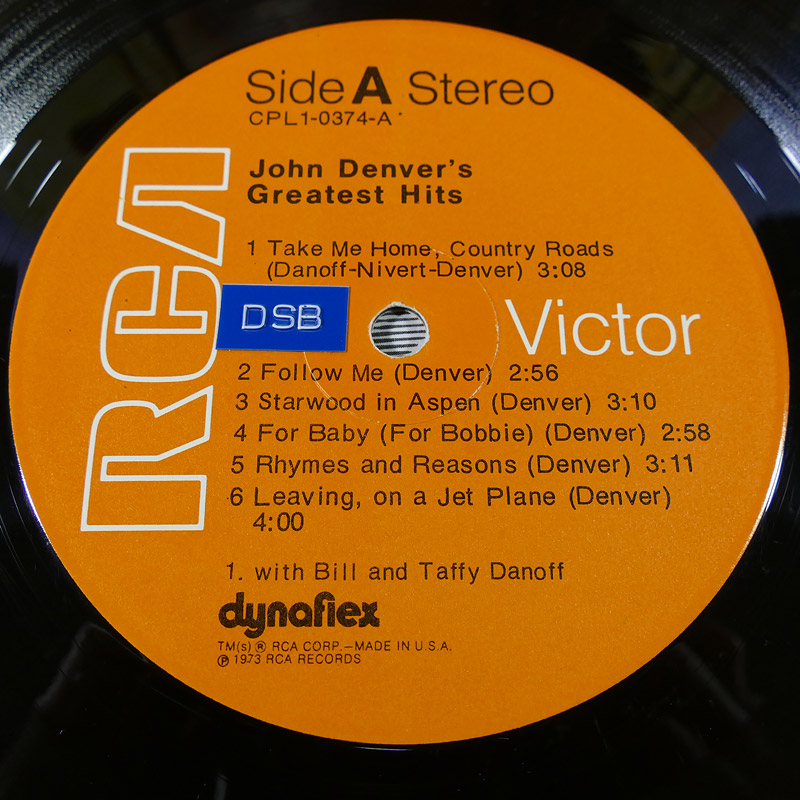 Side A Stereo
CPL1-0374-A
John Denver's
Greatest Hits
1 Take Me Home, Country Roads
(Danoff-Nivert-Denver) 3:08
RCA
DSB
Victor
2 Follow Me (Denver) 2:56
3 Starwood in Aspen (Denver) 3:10
4 For Baby (For Bobbie) (Denver) 2:58
5 Rhymes and Reasons (Denver) 3:11
6 Leaving, on a Jet Plane (Denver)
4:00
1. with Bill and Taffy Danoff
dynaflex
TM(s) ® RCA CORP.—MADE IN U.S.A.
℗ 1973 RCA RECORDS